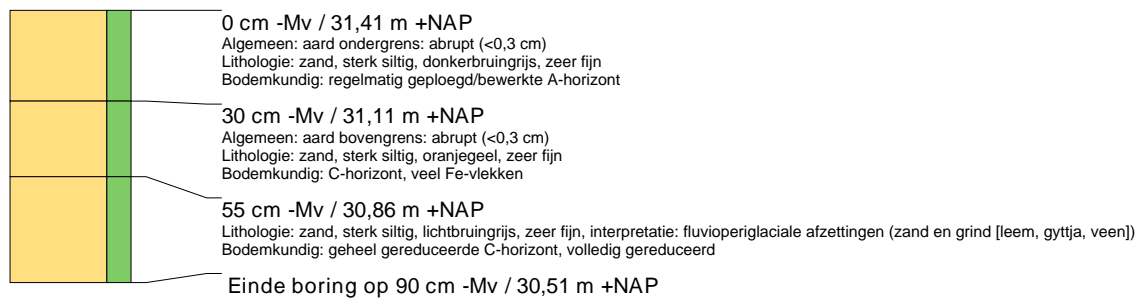 0 cm -Mv / 31,41 m +NAP
Algemeen: aard ondergrens: abrupt (<0,3 cm)
Lithologie: zand, sterk siltig, donkerbruingrijs, zeer fijn
Bodemkundig: regelmatig geploegd/bewerkte A-horizont
30 cm -Mv / 31,11 m +NAP
Algemeen: aard bovengrens: abrupt (<0,3 cm)
Lithologie: zand, sterk siltig, oranjegeel, zeer fijn
Bodemkundig: C-horizont, veel Fe-vlekken
55 cm -Mv / 30,86 m +NAP
Lithologie: zand, sterk siltig, lichtbruingrijs, zeer fijn, interpretatie: fluvioperiglaciale afzettingen (zand en grind [leem, gyttja, veen])
Bodemkundig: geheel gereduceerde C-horizont, volledig gereduceerd
Einde boring op 90 cm -Mv / 30,51 m +NAP